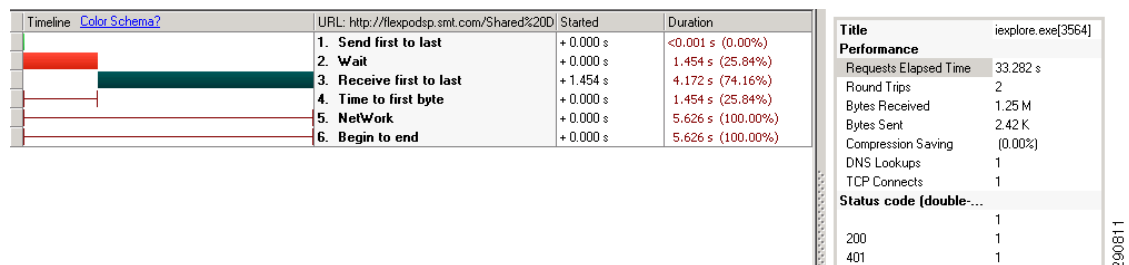 Timeline Color Schema? URL: http://flexpodsp.smt.com/Shared%20D Started Duration
1. Send first to last + 0.000 s <0.001 s (0.00%)
2. Wait + 0.000 s 1.454 s (25.84%)
3. Receive first to last + 1.454 s 4.172 s (74.16%)
4. Time to first byte + 0.000 s 1.454 s (25.84%)
5. NetWork + 0.000 s 5.626 s (100.00%)
6. Begin to end + 0.000 s 5.626 s (100.00%)
Title iexplore.exe[3564]
Performance
Requests Elapsed Time 33.282 s
Round Trips 2
Bytes Received 1.25 M
Bytes Sent 2.42 K
Compression Saving (0.00%)
DNS Lookups 1
TCP Connects 1
Status code (double-...
1
200 1
401 1
290811